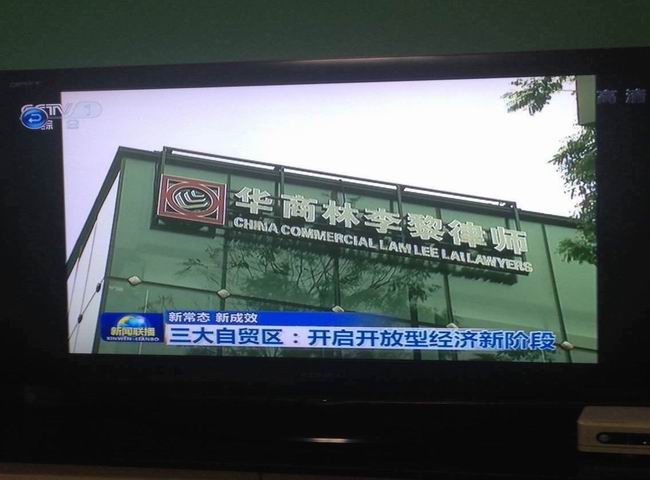 CCTV 1
综
高清
华商林李黎律师
CHINA COMMERCIAL LAM LEE LAI LAWYERS
新常态 新成效
新闻联播
XINWEN-LIANBO
三大自贸区：开启开放型经济新阶段